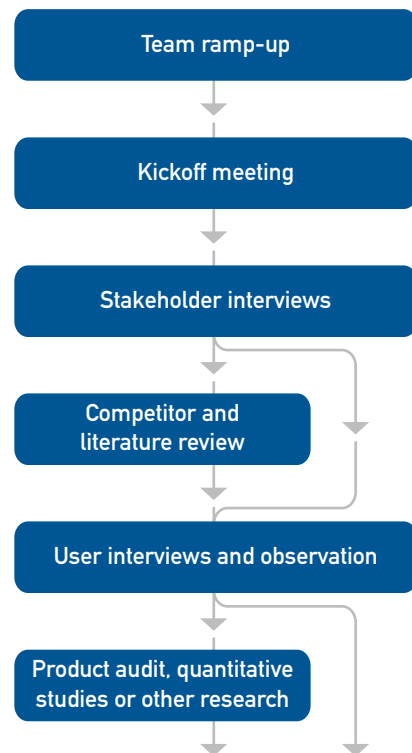 Team ramp-up
Kickoff meeting
Stakeholder interviews
Competitor and
literature review
User interviews and observation
Product audit, quantitative
studies or other research